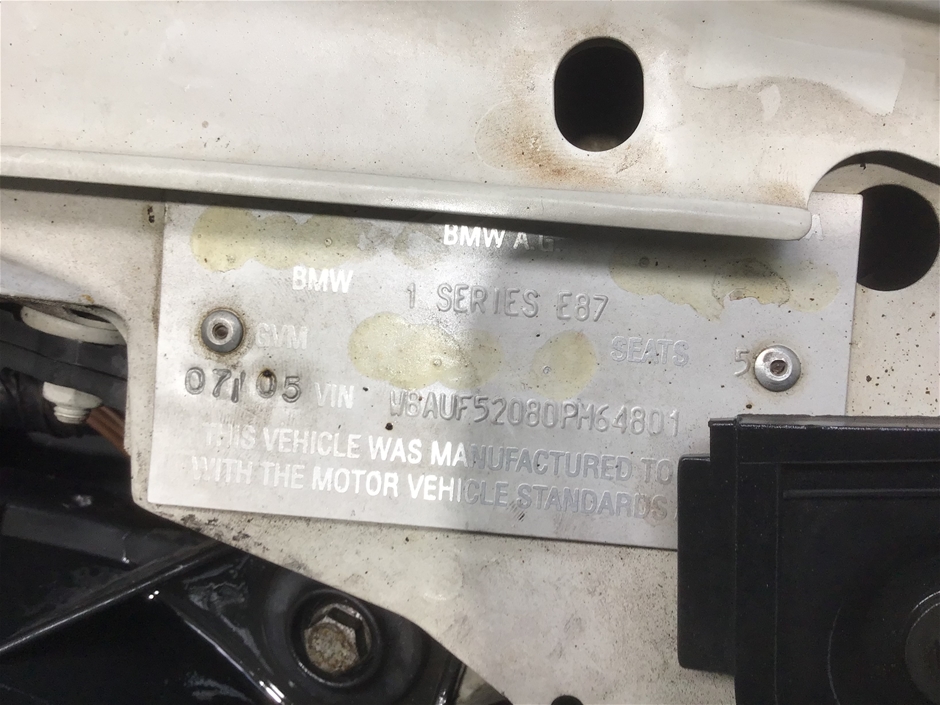 BMW A.G.
BMW
1 SERIES E87
GVM SEATS 5
07/05 VIN WBAUF52080PH64801
THIS VEHICLE WAS MANUFACTURED TO
WITH THE MOTOR VEHICLE STANDARDS